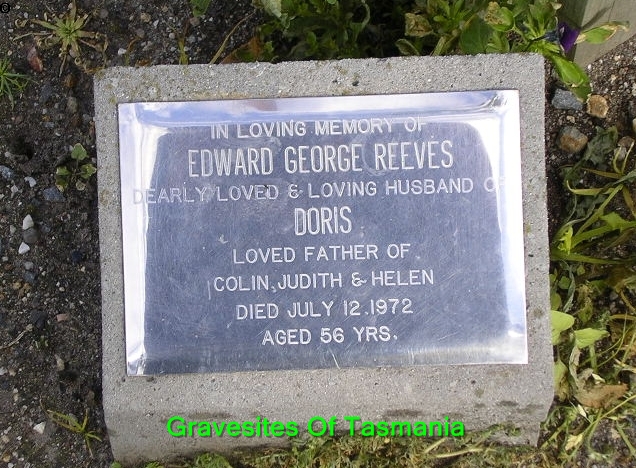 IN LOVING MEMORY OF
EDWARD GEORGE REEVES
DEARLY LOVED & LOVING HUSBAND OF
DORIS
LOVED FATHER OF
COLIN, JUDITH & HELEN
DIED JULY 12.1972
AGED 56 YRS.
Gravesites Of Tasmania